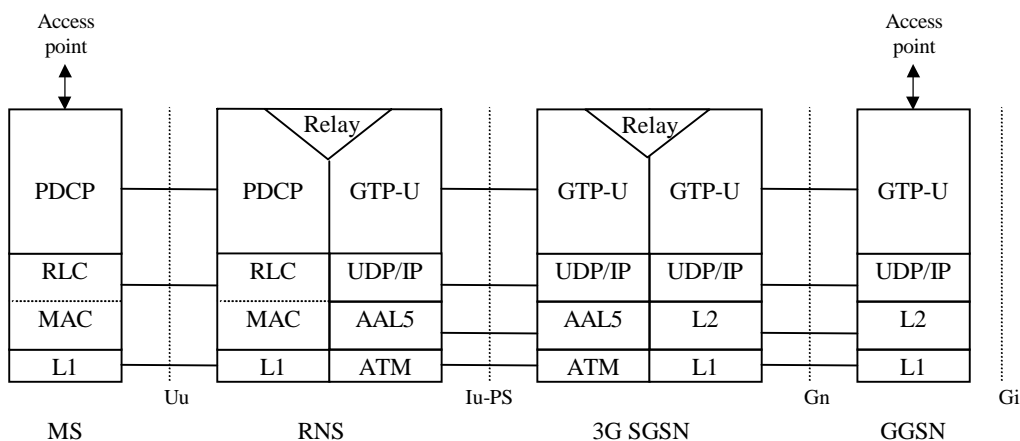 Access
point
Access
point
Relay
Relay
PDCP
PDCP
GTP-U
GTP-U
GTP-U
GTP-U
RLC
RLC
UDP/IP
UDP/IP
UDP/IP
UDP/IP
MAC
MAC
AAL5
AAL5
L2
L2
L1
L1
ATM
ATM
L1
L1
Uu
Iu-PS
Gn
Gi
MS
RNS
3G SGSN
GGSN